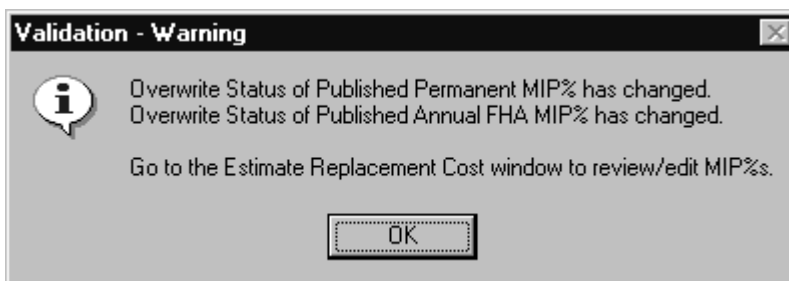 Validation - Warning
Overwrite Status of Published Permanent MIP% has changed.
Overwrite Status of Published Annual FHA MIP% has changed.
Go to the Estimate Replacement Cost window to review/edit MIP%s.
OK